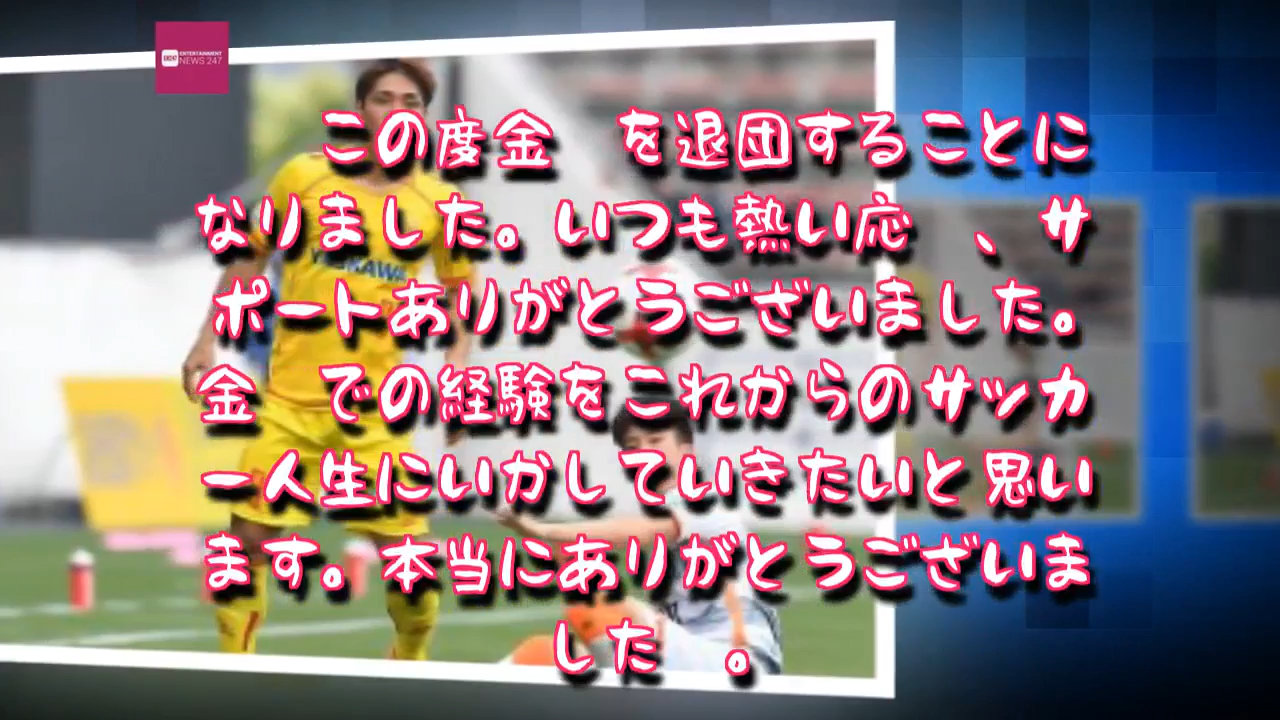 ENTERTAINMENT
NEWS 247
この度金 を退団することに
なりました。いつも熱い応 、サ
ポートありがとうございました。
金 での経験をこれからのサッカ
ー人生にいかしていきたいと思い
ます。本当にありがとうございま
した 。